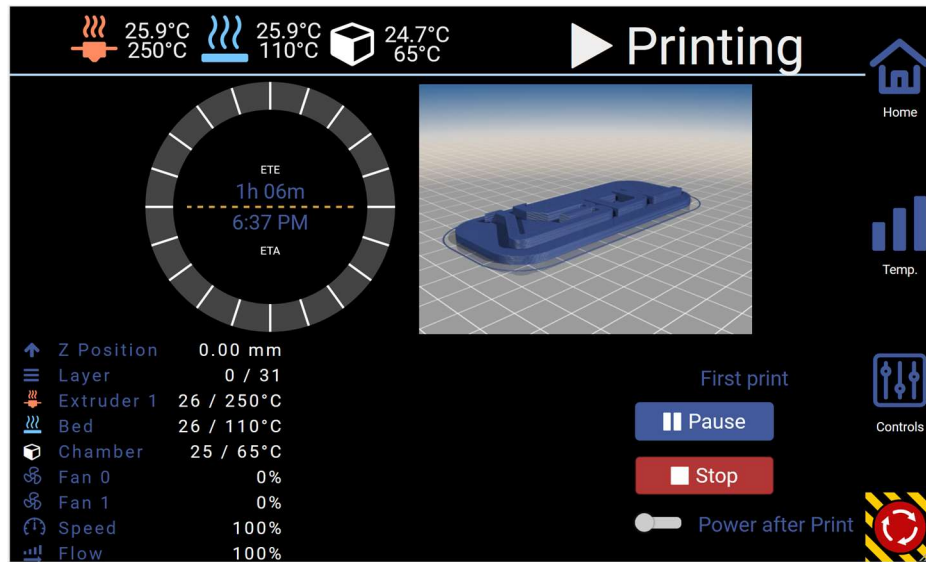 25.9°C 25.9°C 24.7°C
250°C 110°C 65°C
Printing
Home
ETE
1h 06m
6:37 PM
ETA
Temp.
Z Position 0.00 mm
Layer 0 / 31
Extruder 1 26 / 250°C
Bed 26 / 110°C
Chamber 25 / 65°C
Fan 0 0%
Fan 1 0%
Speed 100%
Flow 100%
First print
Pause
Stop
Power after Print
Controls